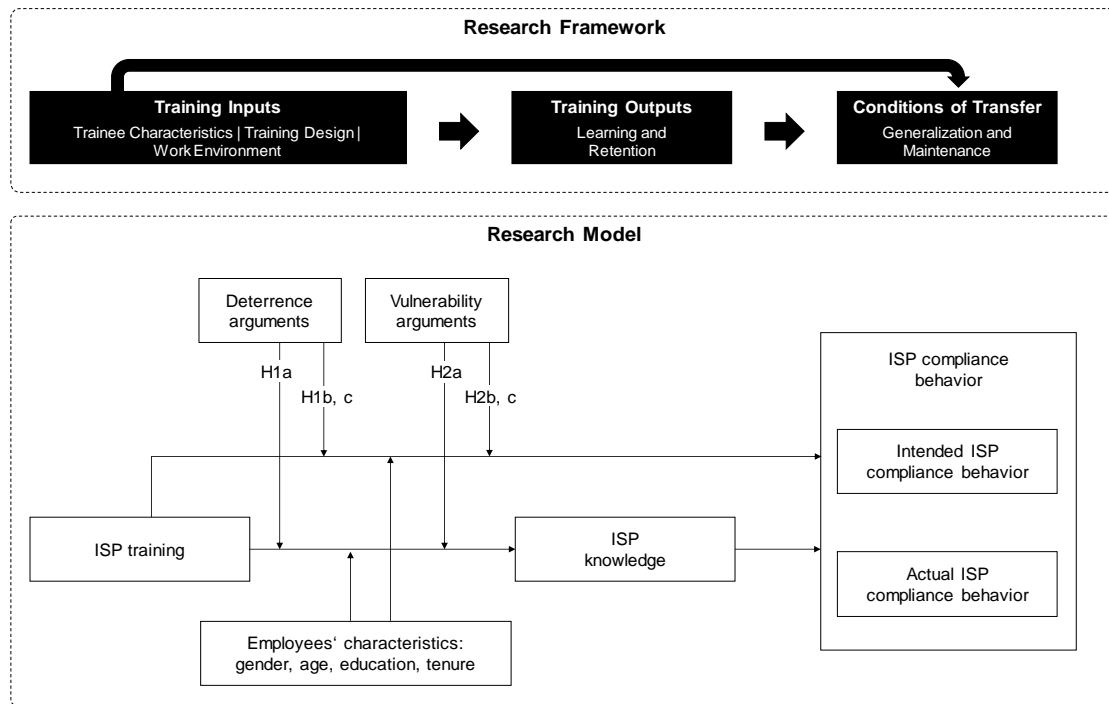 Research Framework
Training Inputs
Trainee Characteristics | Training Design |
Work Environment
Training Outputs
Learning and
Retention
Conditions of Transfer
Generalization and
Maintenance
Research Model
Deterrence
arguments
Vulnerability
arguments
H1a
H1b, c
H2a
H2b, c
ISP compliance
behavior
Intended ISP
compliance behavior
ISP training
ISP
knowledge
Actual ISP
compliance behavior
Employees‘ characteristics:
gender, age, education, tenure